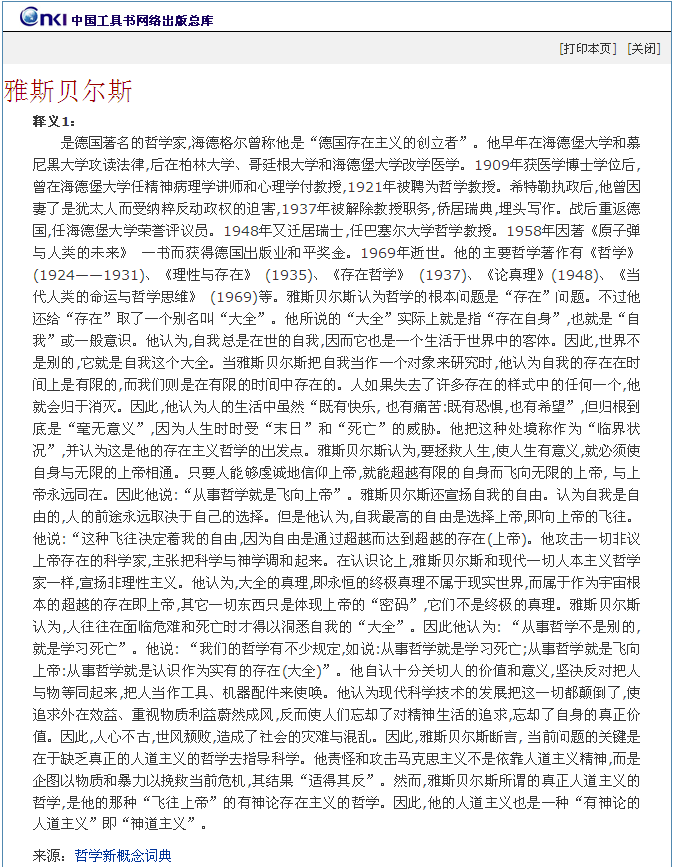 cnki 中国工具书网络出版总库
[打印本页] [关闭]
雅斯贝尔斯
释义1：
是德国著名的哲学家,海德格尔曾称他是“德国存在主义的创立者”。他早年在海德堡大学和慕
尼黑大学攻读法律,后在柏林大学、哥廷根大学和海德堡大学改学医学。1909年获医学博士学位后,
曾在海德堡大学任精神病理学讲师和心理学付教授,1921年被聘为哲学教授。希特勒执政后,他曾因
妻子是犹太人而受纳粹反动政权的迫害,1937年被解除教授职务,侨居瑞典,埋头写作。战后重返德
国,任海德堡大学荣誉评议员。1948年又迁居瑞士,任巴塞尔大学哲学教授。1958年因著《原子弹
与人类的未来》 一书而获得德国出版业和平奖金。1969年逝世。他的主要哲学著作有《哲学》
(1924——1931)、《理性与存在》 (1935)、《存在哲学》 (1937)、《论真理》(1948)、《当
代人类的命运与哲学思维》 (1969)等。雅斯贝尔斯认为哲学的根本问题是“存在”问题。不过他
还给“存在”取了一个别名叫“大全”。他所说的“大全”实际上就是指“存在自身”,也就是“自
我”或一般意识。他认为,自我总是在世的自我,因而它也是一个生活于世界中的客体。因此,世界不
是别的,它就是自我这个大全。当雅斯贝尔斯把自我当作一个对象来研究时,他认为自我的存在在时
间上是有限的,而我们则是在有限的时间中存在的。人如果失去了许多存在的样式中的任何一个,他
就会归于消灭。因此,他认为人的生活中虽然“既有快乐, 也有痛苦:既有恐惧,也有希望”,但归根到
底是“毫无意义”,因为人生时时受“末日”和“死亡”的威胁。他把这种处境称作为“临界状
况”,并认为这是他的存在主义哲学的出发点。雅斯贝尔斯认为,要拯救人生,使人生有意义,就必须使
自身与无限的上帝相通。只要人能够虔诚地信仰上帝,就能超越有限的自身而飞向无限的上帝, 与上
帝永远同在。因此他说:“从事哲学就是飞向上帝”。雅斯贝尔斯还宣扬自我的自由。认为自我是自
由的,人的前途永远取决于自己的选择。但是他认为,自我最高的自由是选择上帝,即向上帝的飞往。
他说:“这种飞往决定着我的自由,因为自由是通过超越而达到超越的存在(上帝)。他攻击一切非议
上帝存在的科学家,主张把科学与神学调和起来。在认识论上,雅斯贝尔斯和现代一切人本主义哲学
家一样,宣扬非理性主义。他认为,大全的真理,即永恒的终极真理不属于现实世界,而属于作为宇宙根
本的超越的存在即上帝,其它一切东西只是体现上帝的“密码”,它们不是终极的真理。雅斯贝尔斯
认为,人往往在面临危难和死亡时才得以洞悉自我的“大全”。因此他认为: “从事哲学不是别的,
就是学习死亡”。他说: “我们的哲学有不少规定,如说:从事哲学就是学习死亡;从事哲学就是飞向
上帝:从事哲学就是认识作为实有的存在(大全)”。他自认十分关切人的价值和意义,坚决反对把人
与物等同起来,把人当作工具、机器配件来使唤。他认为现代科学技术的发展把这一切都颠倒了,使
追求外在效益、重视物质利益蔚然成风,反而使人们忘却了对精神生活的追求,忘却了自身的真正价
值。因此,人心不古,世风颓败,造成了社会的灾难与混乱。因此,雅斯贝尔斯断言, 当前问题的关键是
在于缺乏真正的人道主义的哲学去指导科学。他责怪和攻击马克思主义不是依靠人道主义精神,而是
企图以物质和暴力以挽救当前危机,其结果“适得其反”。然而,雅斯贝尔斯所谓的真正人道主义的
哲学,是他的那种“飞往上帝”的有神论存在主义的哲学。因此,他的人道主义也是一种“有神论的
人道主义”即“神道主义”。
来源: 哲学新概念词典